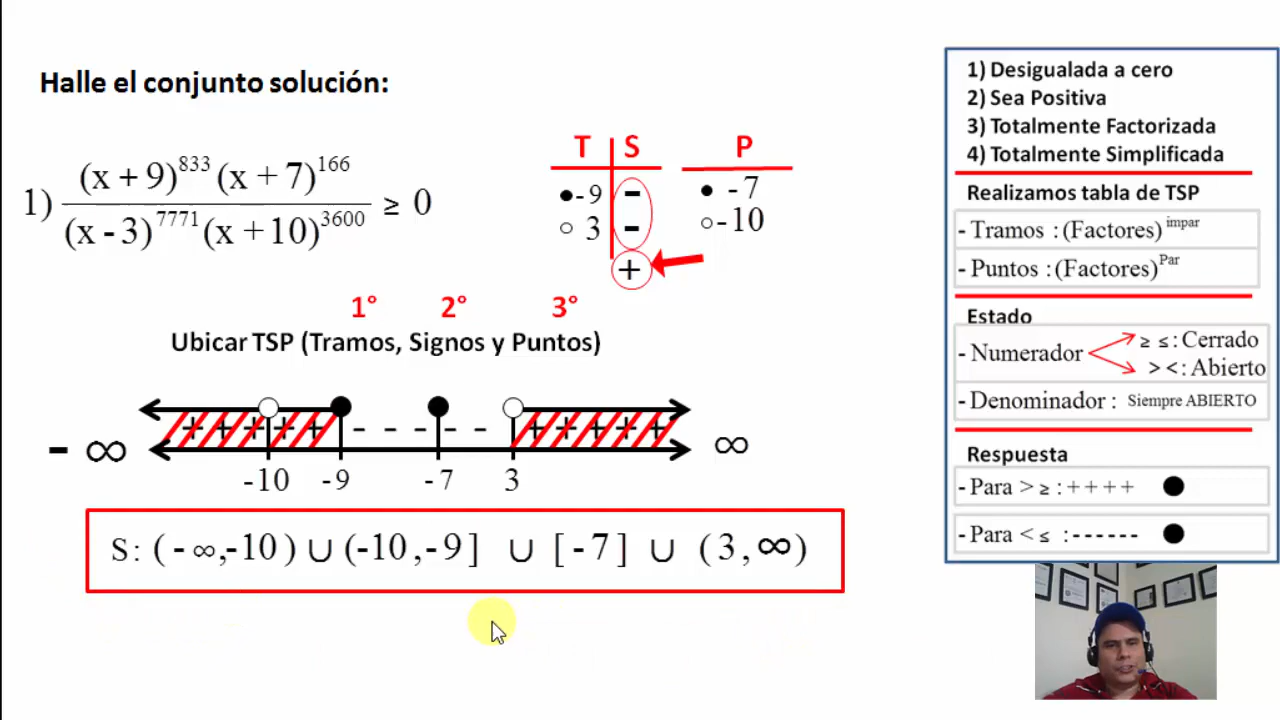 Halle el conjunto solución:
1) (x + 9)^833 (x + 7)^166 / (x - 3)^7771 (x + 10)^3600 ≥ 0
T S P
-9 - -7
3 - -10
+
1° 2° 3°
Ubicar TSP (Tramos, Signos y Puntos)
+ + + + + - - - - - + + + + +
- ∞ ∞
-10 -9 -7 3
S: (- ∞,-10) ∪ (-10,-9] ∪ [-7] ∪ (3,∞)
1) Desigualada a cero
2) Sea Positiva
3) Totalmente Factorizada
4) Totalmente Simplificada
Realizamos tabla de TSP
- Tramos : (Factores)^impar
- Puntos : (Factores)^Par
Estado
- Numerador ≥ ≤ : Cerrado
> < : Abierto
- Denominador : Siempre ABIERTO
Respuesta
- Para > ≥ : + + + + ●
- Para < ≤ : - - - - - - ●